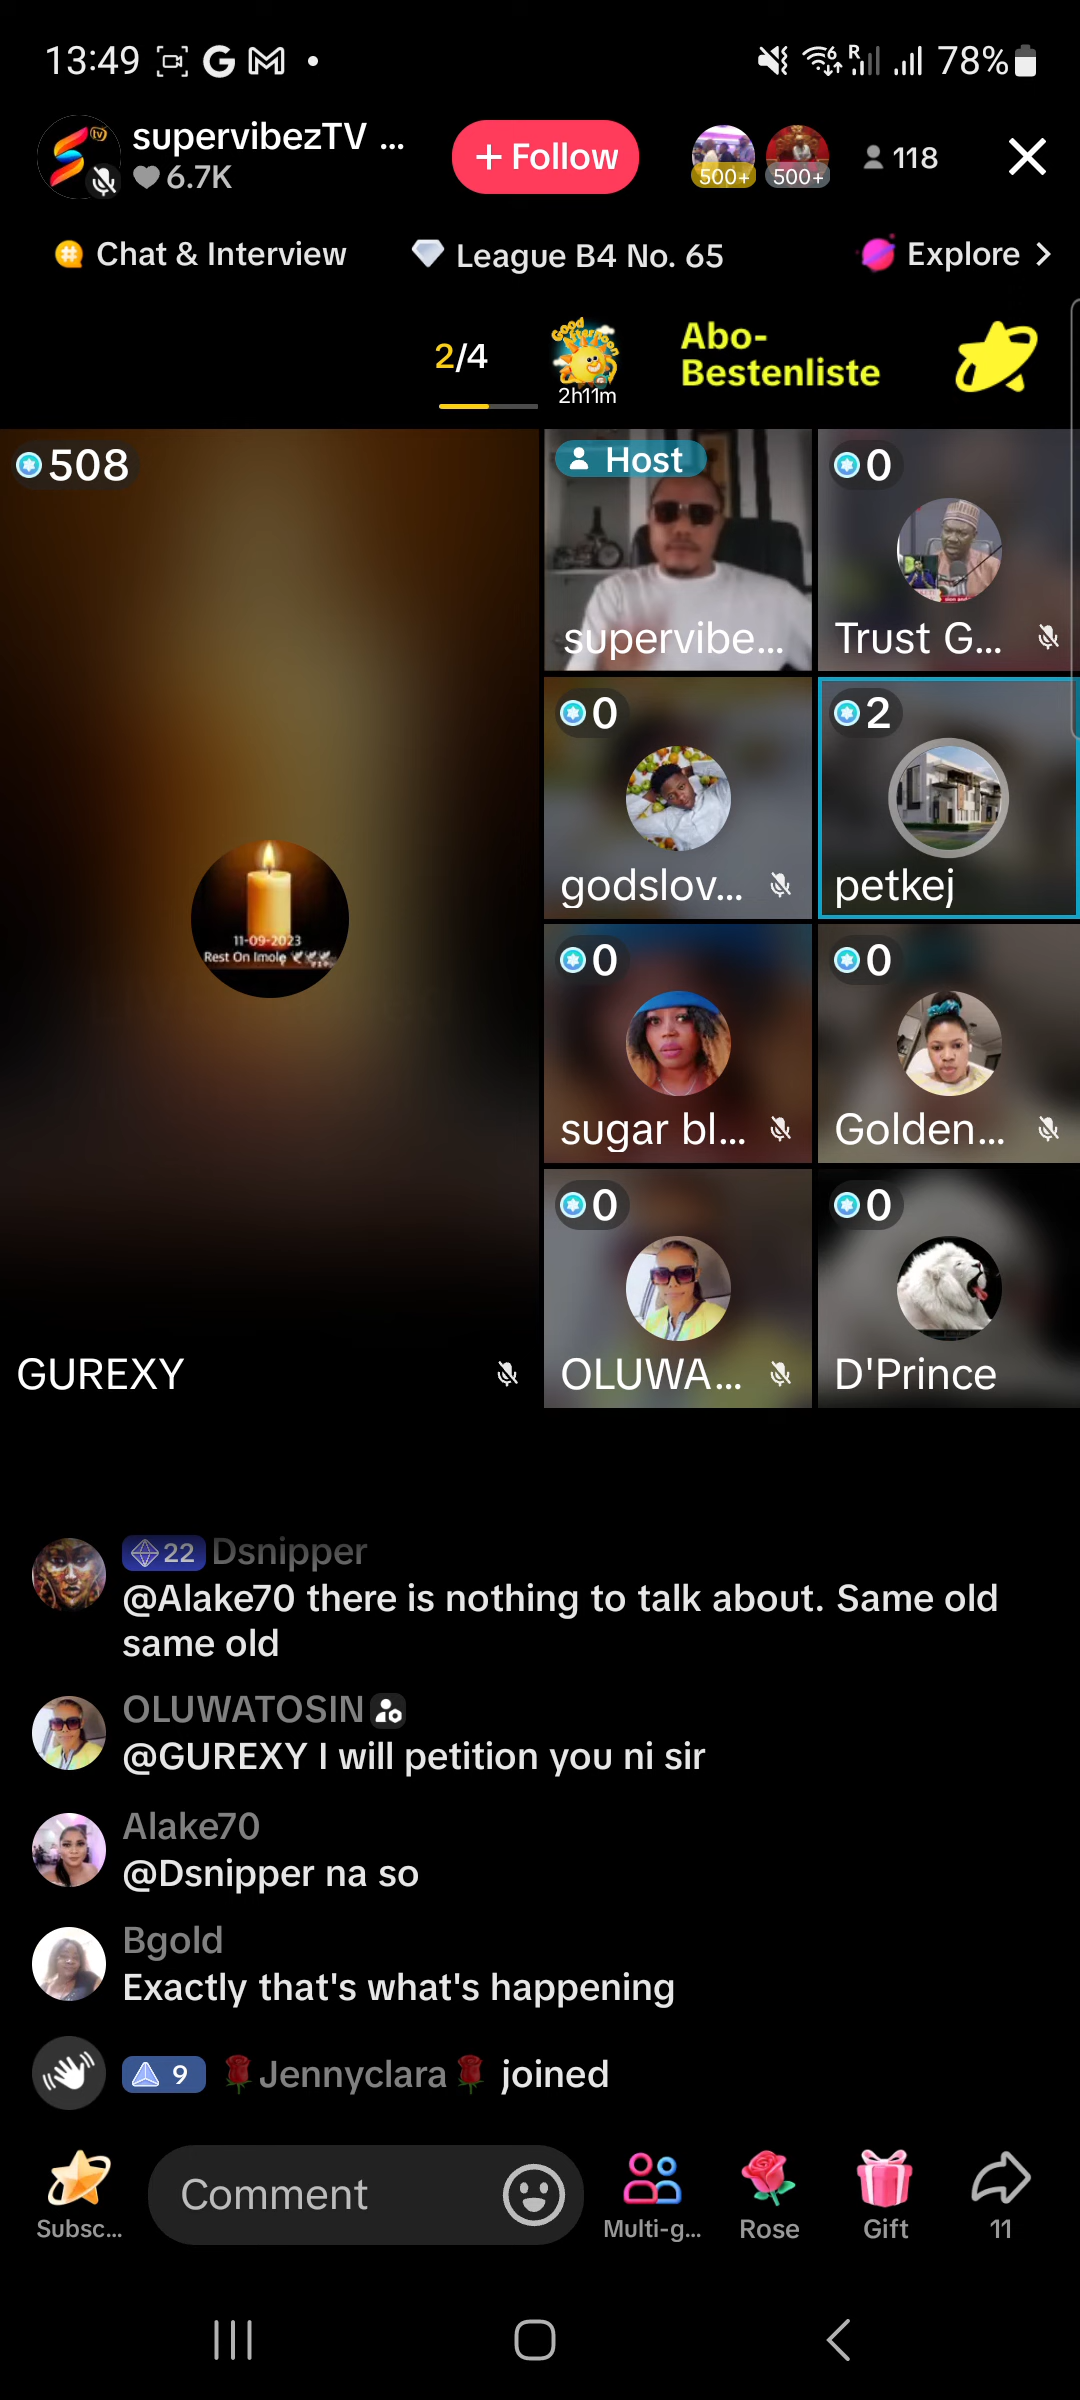 13:49
78%
supervibezTV ...
6.7K
+ Follow
500+
500+
118
Chat & Interview
League B4 No. 65
Explore >
2/4
Good
Afternoon
2h11m
Abo-
Bestenliste
508
11-09-2023
Rest On Imole
GUREXY
Host
supervibe...
0
Trust G...
0
godslov...
2
petkej
0
sugar bl...
0
Golden...
0
OLUWA...
0
D'Prince
22 Dsnipper
@Alake70 there is nothing to talk about. Same old
same old
OLUWATOSIN
@GUREXY I will petition you ni sir
Alake70
@Dsnipper na so
Bgold
Exactly that's what's happening
9 🌹Jennyclara🌹 joined
Subsc...
Comment
Multi-g...
Rose
Gift
11